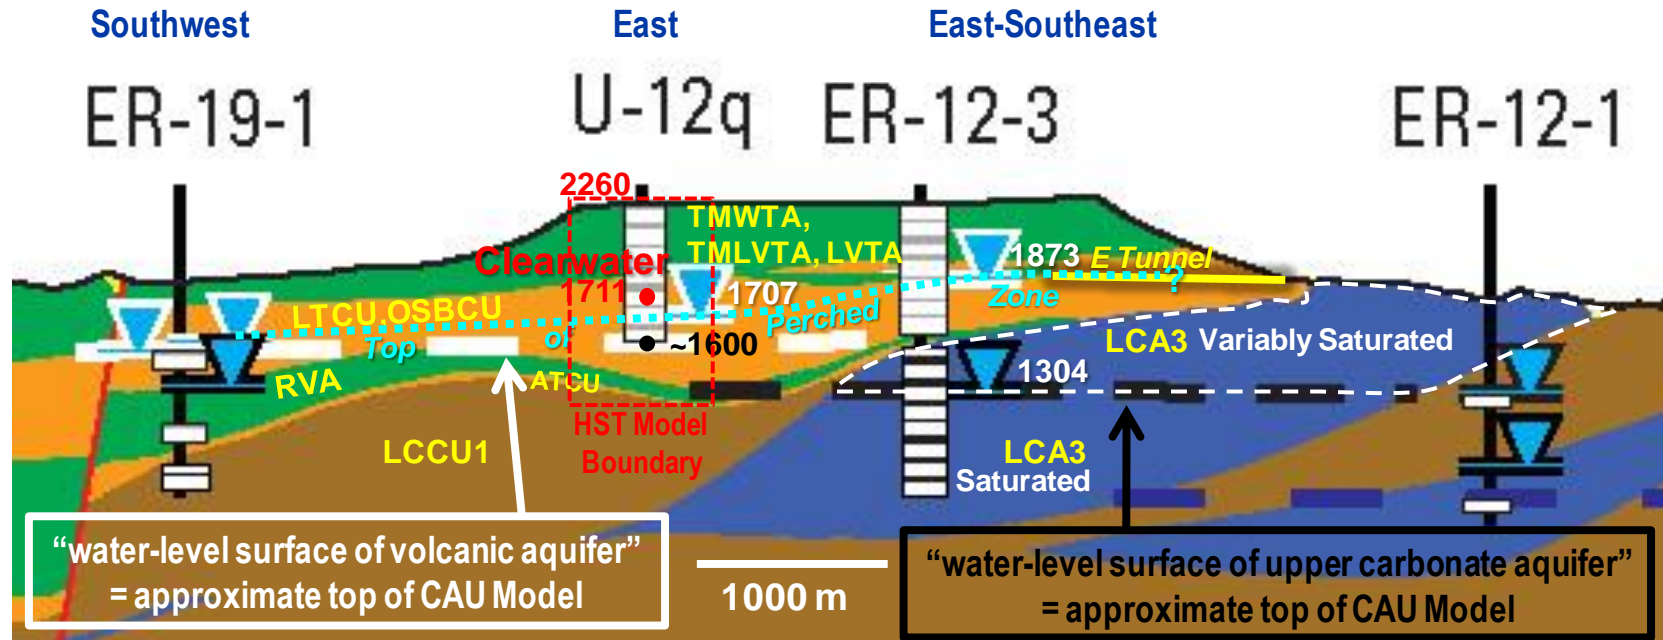 Southwest
East
East-Southeast
ER-19-1
U-12q
ER-12-3
ER-12-1
2260
TMWTA,
TMLVTA, LVTA
Clearwater
1711
1707
1873
E Tunnel
?
LTCU,OSBCU
Top of Perched Zone
~1600
LCA3 Variably Saturated
RVA
ATCU
1304
HST Model
Boundary
LCCU1
LCA3
Saturated
“water-level surface of volcanic aquifer”
= approximate top of CAU Model
1000 m
“water-level surface of upper carbonate aquifer”
= approximate top of CAU Model